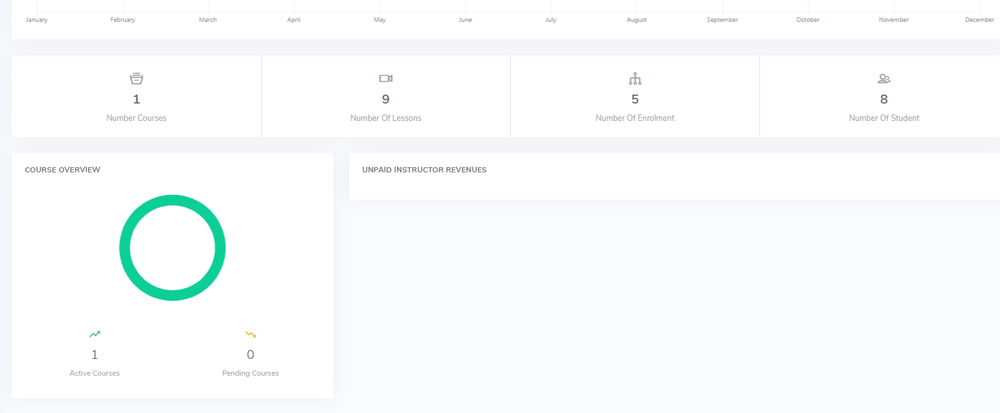 January February March April May June July August September October November December
1 9 5 8
Number Courses Number Of Lessons Number Of Enrolment Number Of Student
COURSE OVERVIEW UNPAID INSTRUCTOR REVENUES
1 0
Active Courses Pending Courses